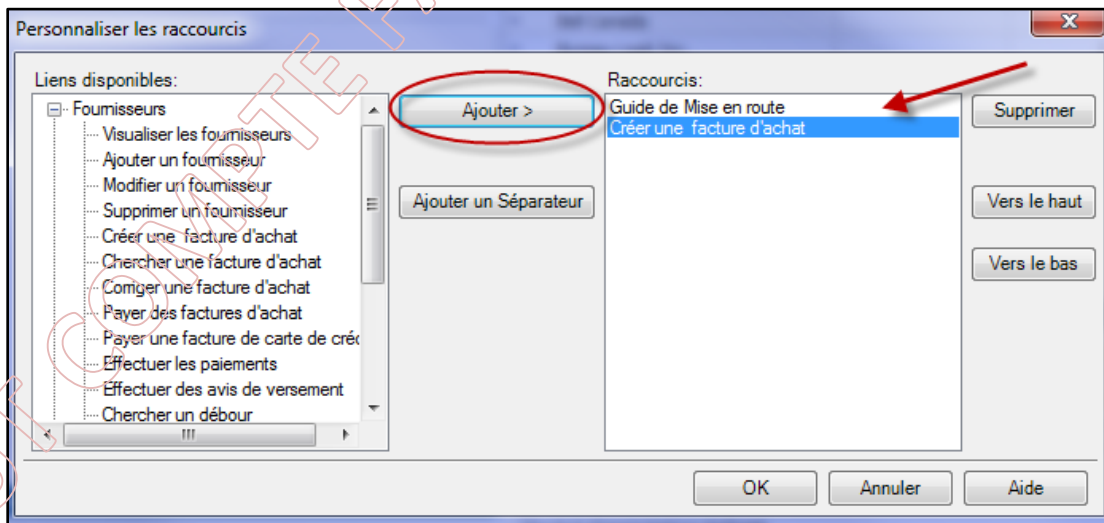 Personnaliser les raccourcis
Liens disponibles:
Fournisseurs
Visualiser les fournisseurs
Ajouter un fournisseur
Modifier un fournisseur
Supprimer un fournisseur
Créer une  facture d'achat
Chercher une facture d'achat
Corriger une facture d'achat
Payer des factures d'achat
Payer une facture de carte de créd
Effectuer les paiements
Effectuer des avis de versement
Chercher un débour
Ajouter >
Ajouter un Séparateur
Raccourcis:
Guide de Mise en route
Créer une  facture d'achat
Supprimer
Vers le haut
Vers le bas
OK
Annuler
Aide
COMPTE